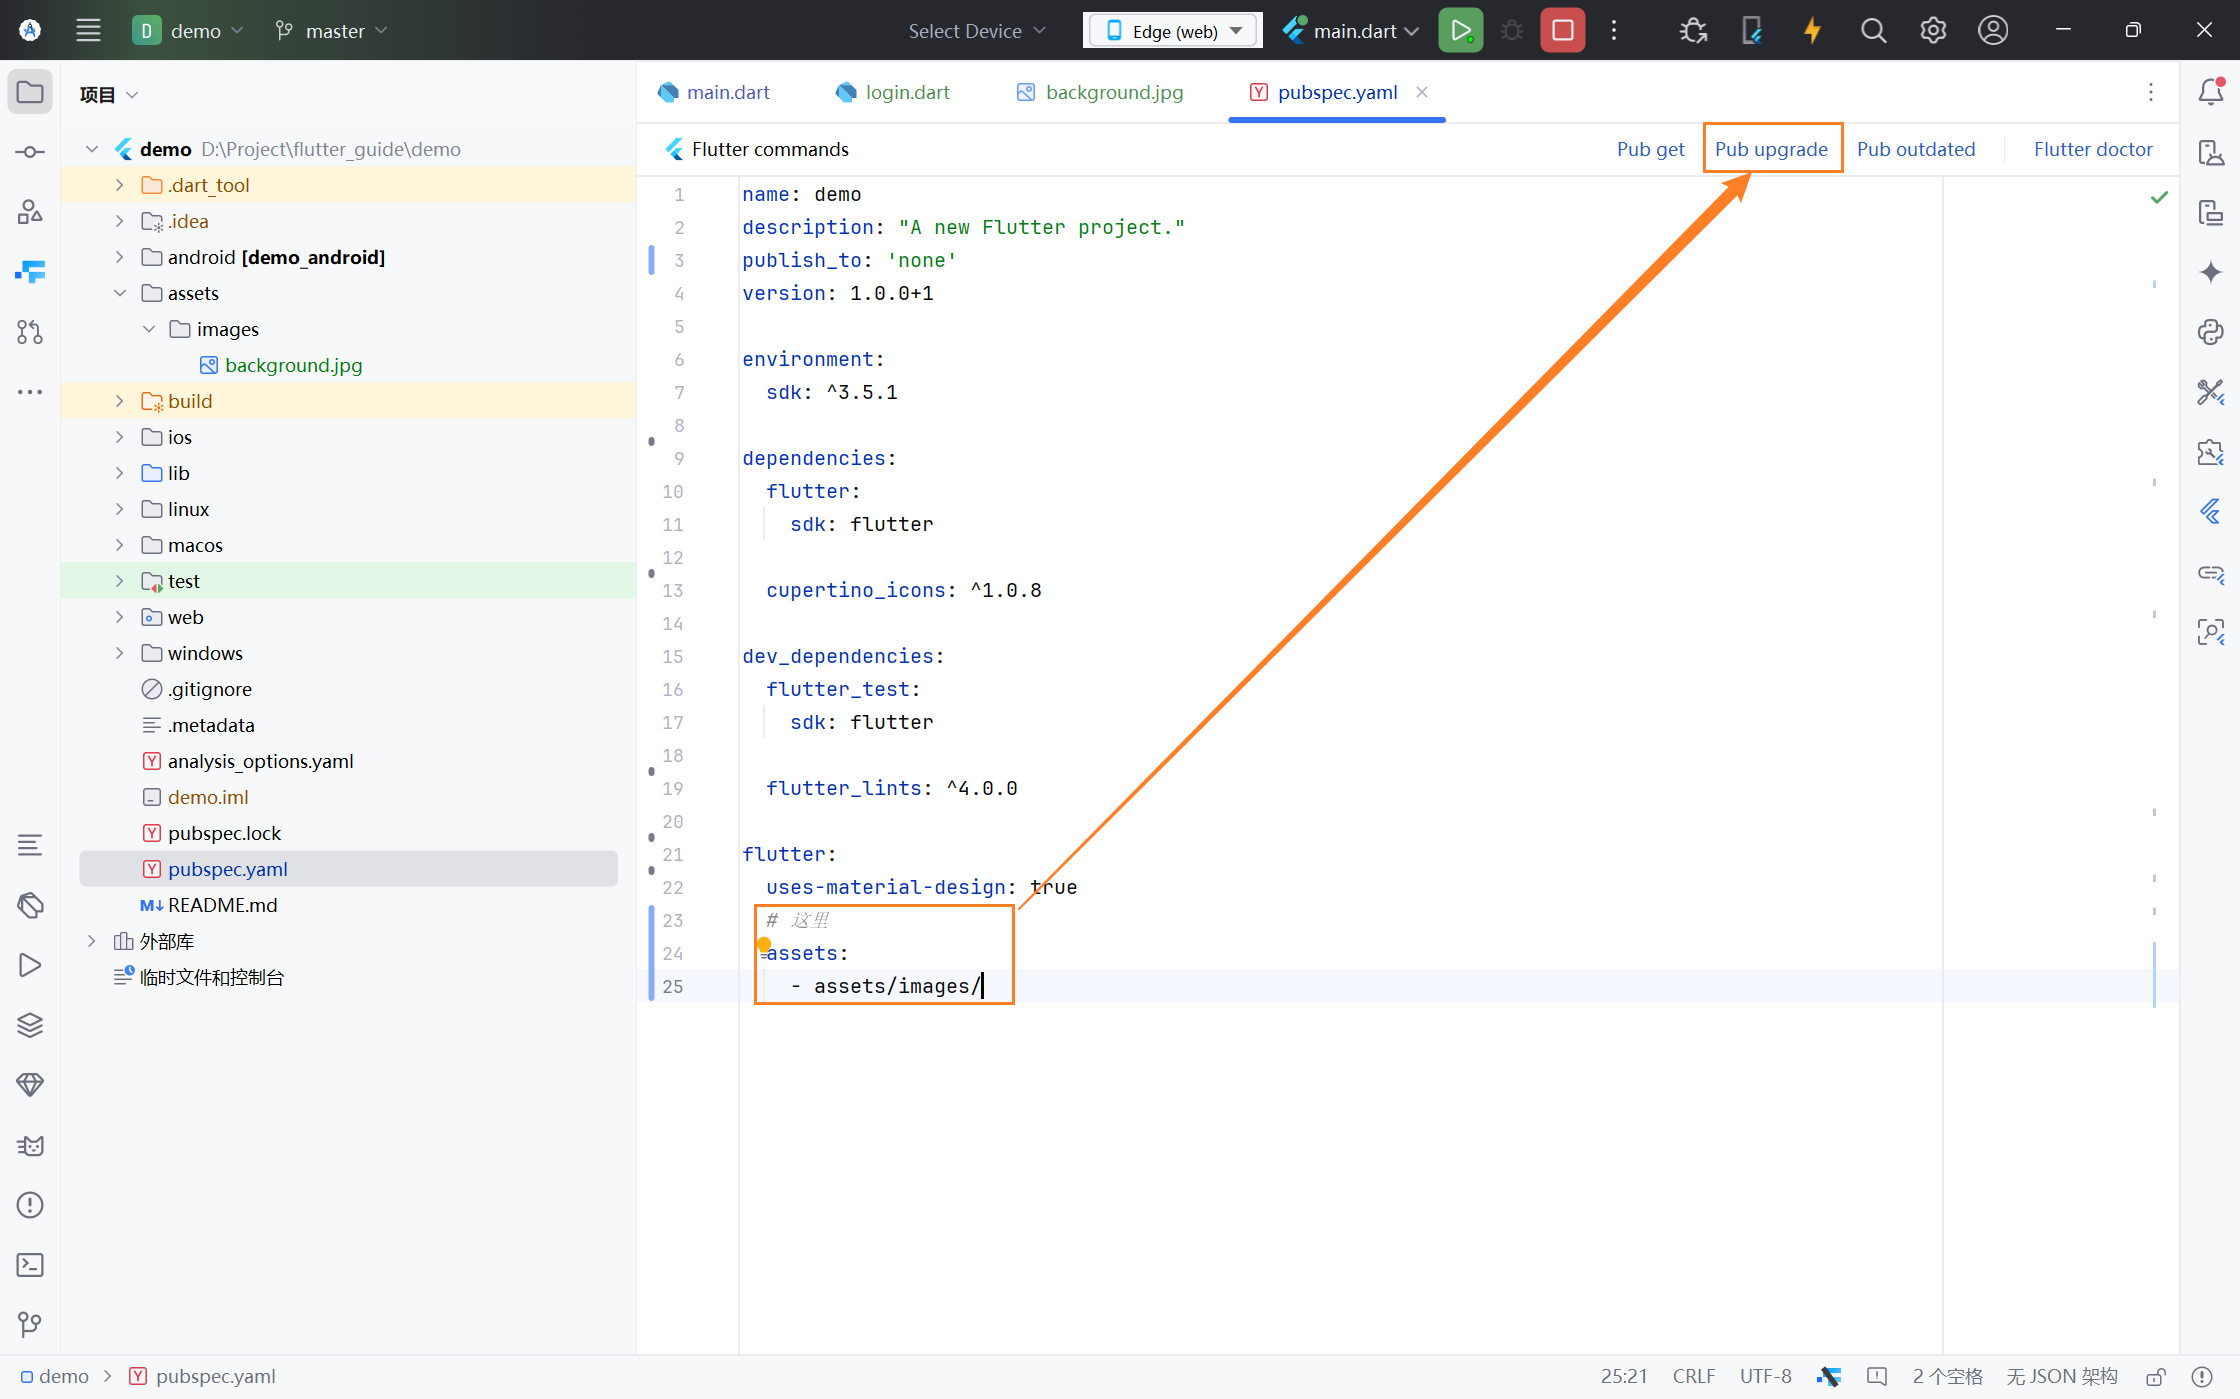 D demo master Select Device Edge (web) main.dart
项目
demo D:\Project\flutter_guide\demo
.dart_tool
.idea
android [demo_android]
assets
images
background.jpg
build
ios
lib
linux
macos
test
web
windows
.gitignore
.metadata
analysis_options.yaml
demo.iml
pubspec.lock
pubspec.yaml
M↓ README.md
外部库
临时文件和控制台
main.dart login.dart background.jpg pubspec.yaml
Flutter commands Pub get Pub upgrade Pub outdated Flutter doctor
1 name: demo
2 description: "A new Flutter project."
3 publish_to: 'none'
4 version: 1.0.0+1
5
6 environment:
7 sdk: ^3.5.1
8
9 dependencies:
10 flutter:
11 sdk: flutter
12
13 cupertino_icons: ^1.0.8
14
15 dev_dependencies:
16 flutter_test:
17 sdk: flutter
18
19 flutter_lints: ^4.0.0
20
21 flutter:
22 uses-material-design: true
23 # 这里
24 assets:
25 - assets/images/
demo pubspec.yaml 25:21 CRLF UTF-8 2 个空格 无 JSON 架构